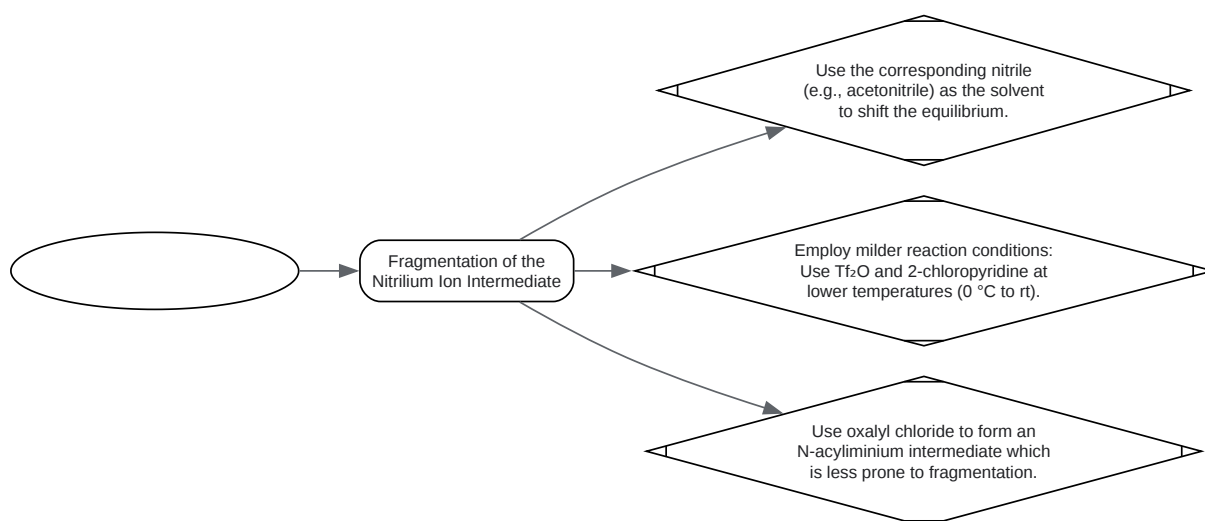 Use the corresponding nitrile
(e.g., acetonitrile) as the solvent
to shift the equilibrium.
Fragmentation of the
Nitrilium Ion Intermediate
Employ milder reaction conditions:
Use Tf₂O and 2-chloropyridine at
lower temperatures (0 °C to rt).
Use oxalyl chloride to form an
N-acyliminium intermediate which
is less prone to fragmentation.